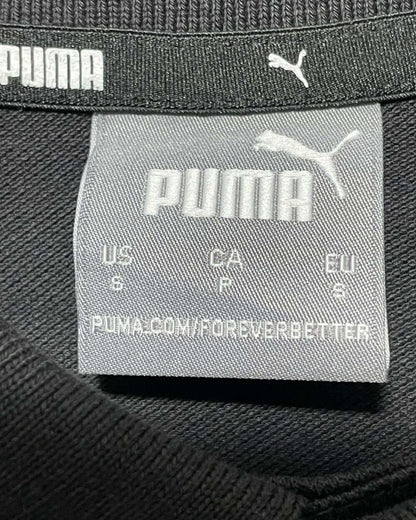 PUMA
PUMA
US CA EU
S P S
PUMA.COM/FOREVERBETTER